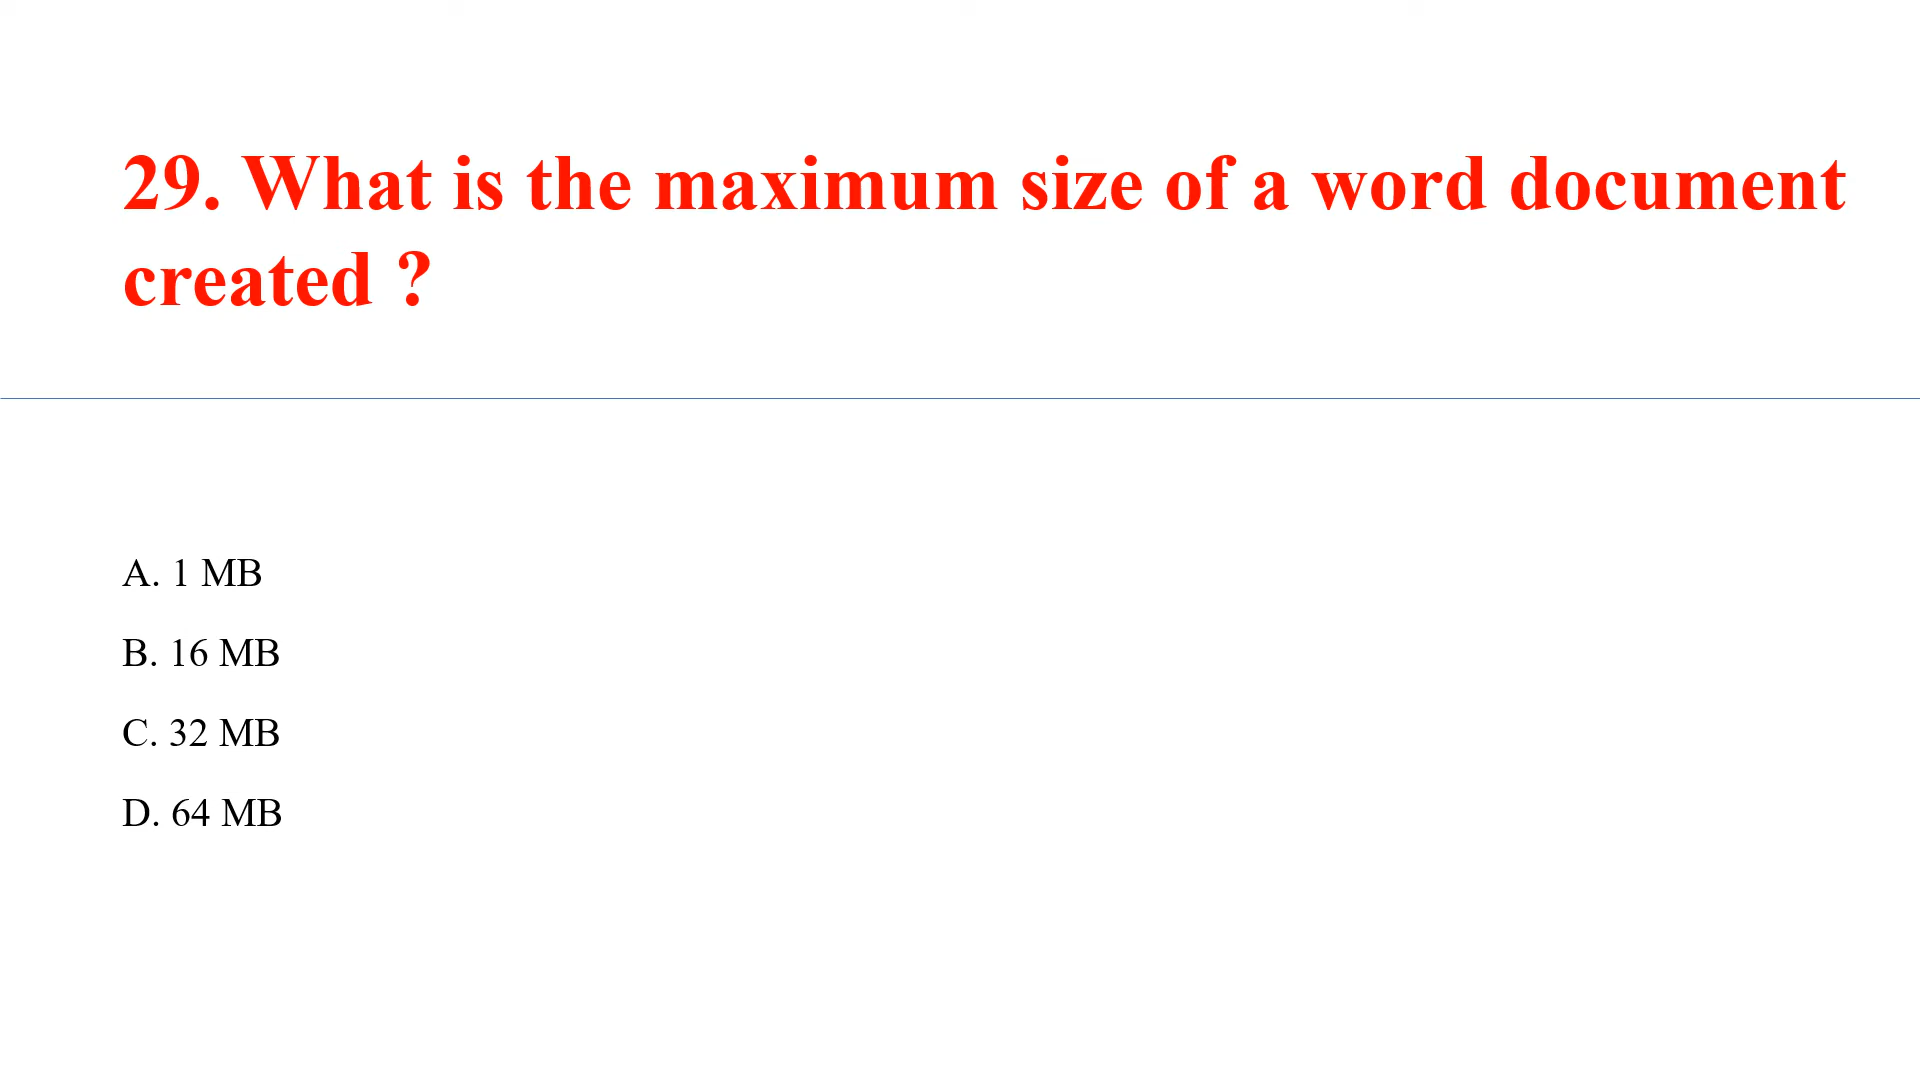 29. What is the maximum size of a word document
created ?
A. 1 MB
B. 16 MB
C. 32 MB
D. 64 MB